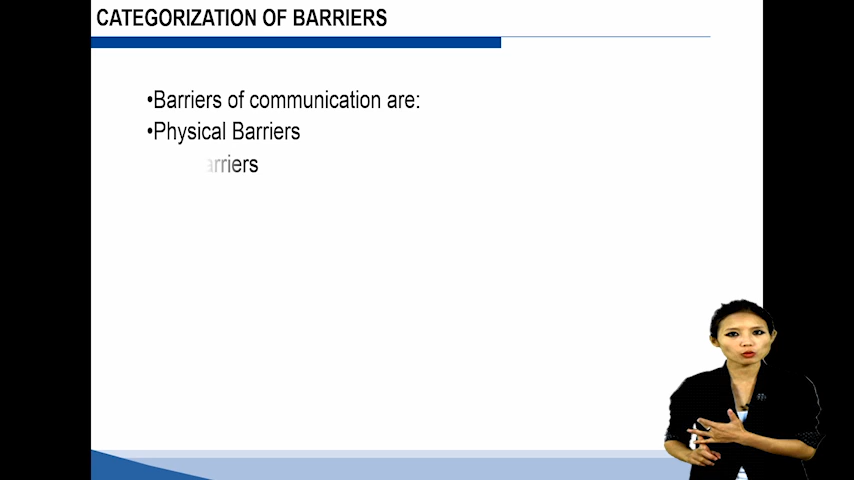 CATEGORIZATION OF BARRIERS
•Barriers of communication are:
•Physical Barriers
arriers